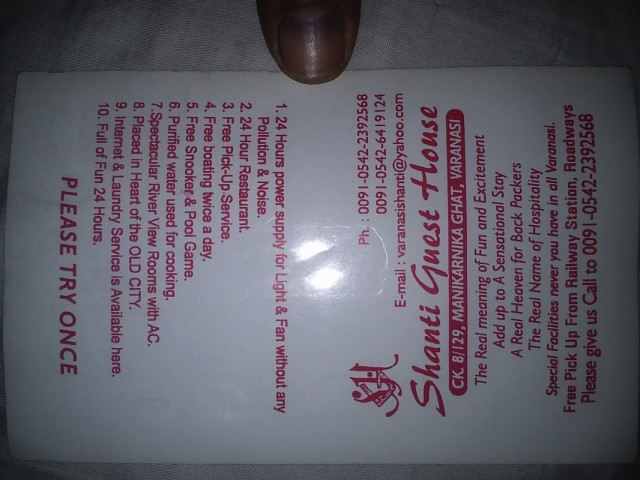 Shanti Guest House
CK. 8/129, MANIKARNIKA GHAT, VARANASI
The Real meaning of Fun and Excitement
Add up to A Sensational Stay
A Real Heaven for Back Packers
The Real Name of Hospitality
Special Facilities never you have in all Varanasi.
Free Pick Up From Railway Station, Roadways
Please give us Call to 0091-0542-2392568
Ph. : 0091-0542-2392568
0091-0542-6419124
E-mail : varanasishanti@yahoo.com
1. 24 Hours power supply for Light & Fan without any
Pollution & Noise.
2. 24 Hour Restaurant.
3. Free Pick-Up Service.
4. Free boating twice a day.
5. Free Snooker & Pool Game.
6. Purified water used for cooking.
7. Spectacular River View Rooms with AC.
8. Placed in Heart of the OLD CITY.
9. Internet & Laundry Service is Available here.
10. Full of Fun 24 Hours.
PLEASE TRY ONCE